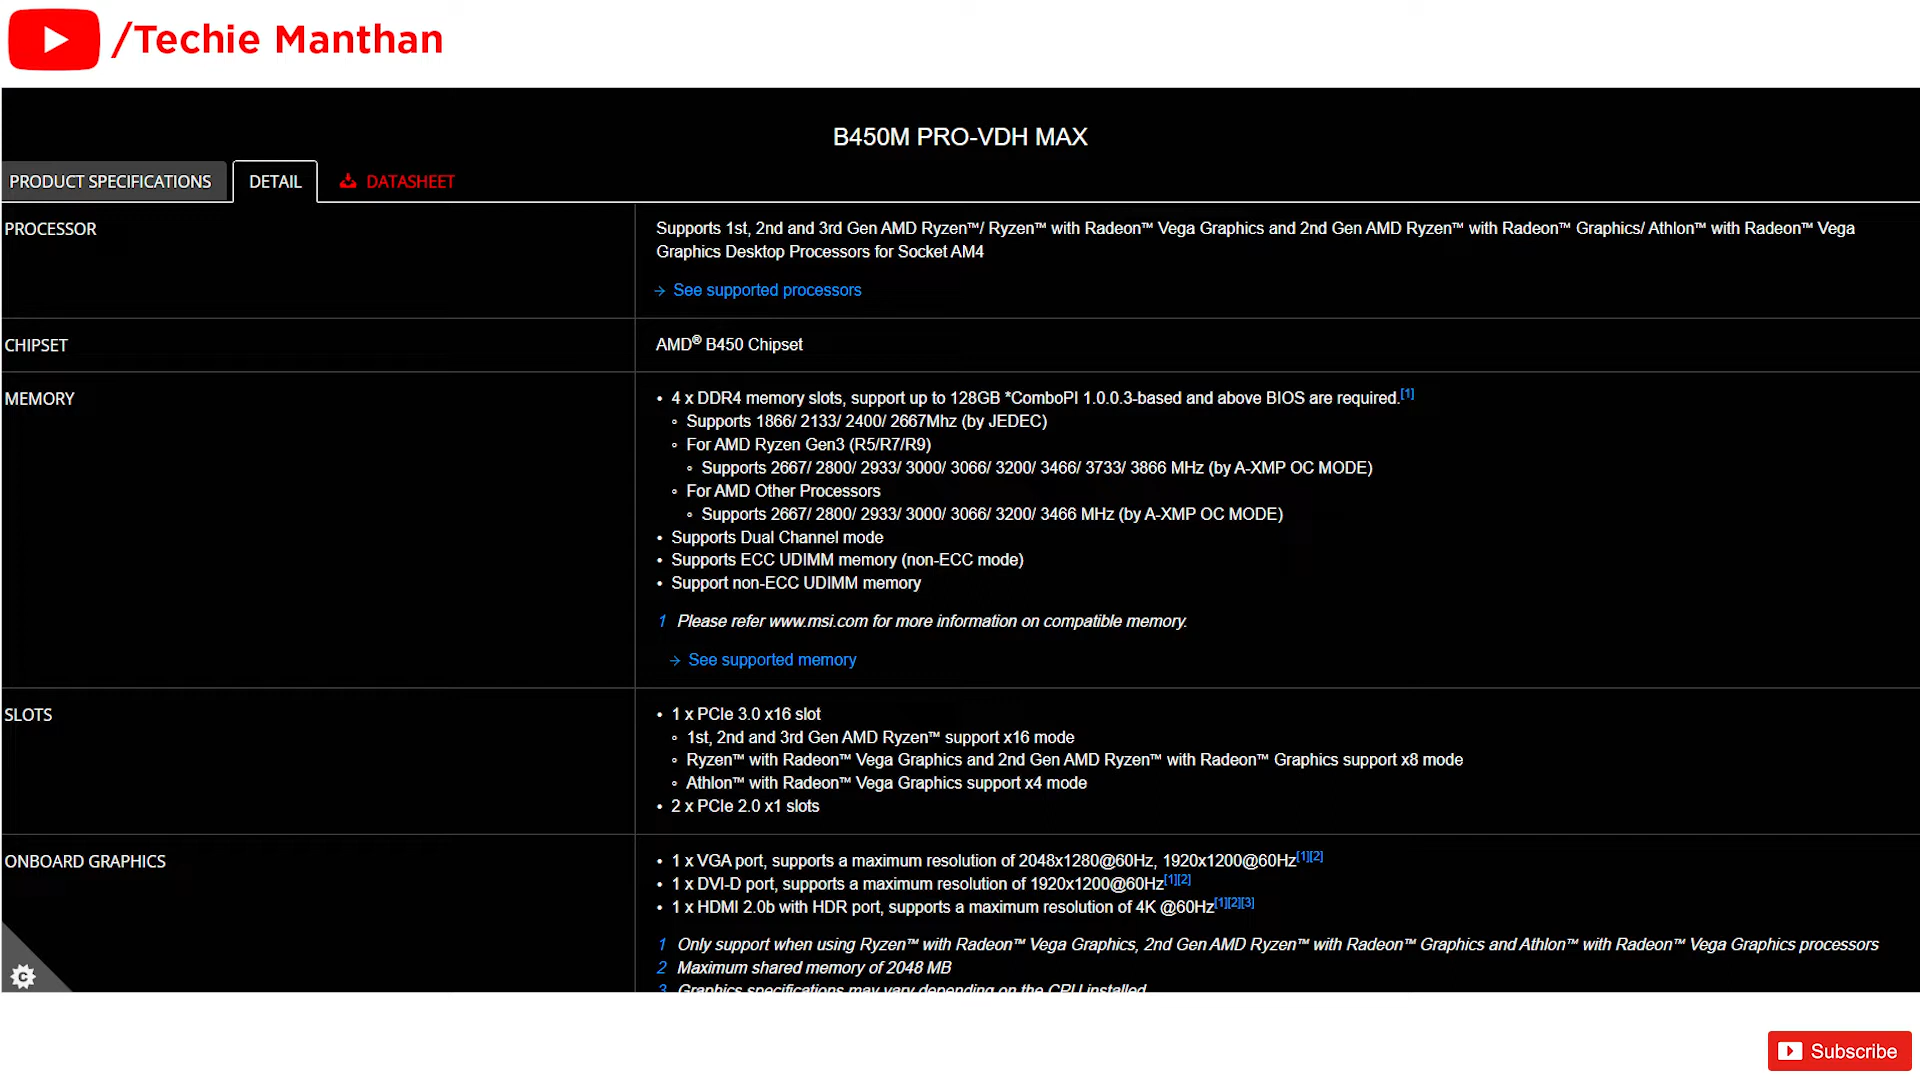 /Techie Manthan
B450M PRO-VDH MAX
PRODUCT SPECIFICATIONS DETAIL DATASHEET
PROCESSOR
Supports 1st, 2nd and 3rd Gen AMD Ryzen™/ Ryzen™ with Radeon™ Vega Graphics and 2nd Gen AMD Ryzen™ with Radeon™ Graphics/ Athlon™ with Radeon™ Vega
Graphics Desktop Processors for Socket AM4
→ See supported processors
CHIPSET
AMD® B450 Chipset
MEMORY
• 4 x DDR4 memory slots, support up to 128GB *ComboPI 1.0.0.3-based and above BIOS are required.[1]
◦ Supports 1866/ 2133/ 2400/ 2667Mhz (by JEDEC)
◦ For AMD Ryzen Gen3 (R5/R7/R9)
◦ Supports 2667/ 2800/ 2933/ 3000/ 3066/ 3200/ 3466/ 3733/ 3866 MHz (by A-XMP OC MODE)
◦ For AMD Other Processors
◦ Supports 2667/ 2800/ 2933/ 3000/ 3066/ 3200/ 3466 MHz (by A-XMP OC MODE)
• Supports Dual Channel mode
• Supports ECC UDIMM memory (non-ECC mode)
• Support non-ECC UDIMM memory
1 Please refer www.msi.com for more information on compatible memory.
→ See supported memory
SLOTS
• 1 x PCIe 3.0 x16 slot
◦ 1st, 2nd and 3rd Gen AMD Ryzen™ support x16 mode
◦ Ryzen™ with Radeon™ Vega Graphics and 2nd Gen AMD Ryzen™ with Radeon™ Graphics support x8 mode
◦ Athlon™ with Radeon™ Vega Graphics support x4 mode
• 2 x PCIe 2.0 x1 slots
ONBOARD GRAPHICS
• 1 x VGA port, supports a maximum resolution of 2048x1280@60Hz, 1920x1200@60Hz[1][2]
• 1 x DVI-D port, supports a maximum resolution of 1920x1200@60Hz[1][2]
• 1 x HDMI 2.0b with HDR port, supports a maximum resolution of 4K @60Hz[1][2][3]
1 Only support when using Ryzen™ with Radeon™ Vega Graphics, 2nd Gen AMD Ryzen™ with Radeon™ Graphics and Athlon™ with Radeon™ Vega Graphics processors
2 Maximum shared memory of 2048 MB
3 Graphics specifications may vary depending on the CPU installed.
Subscribe